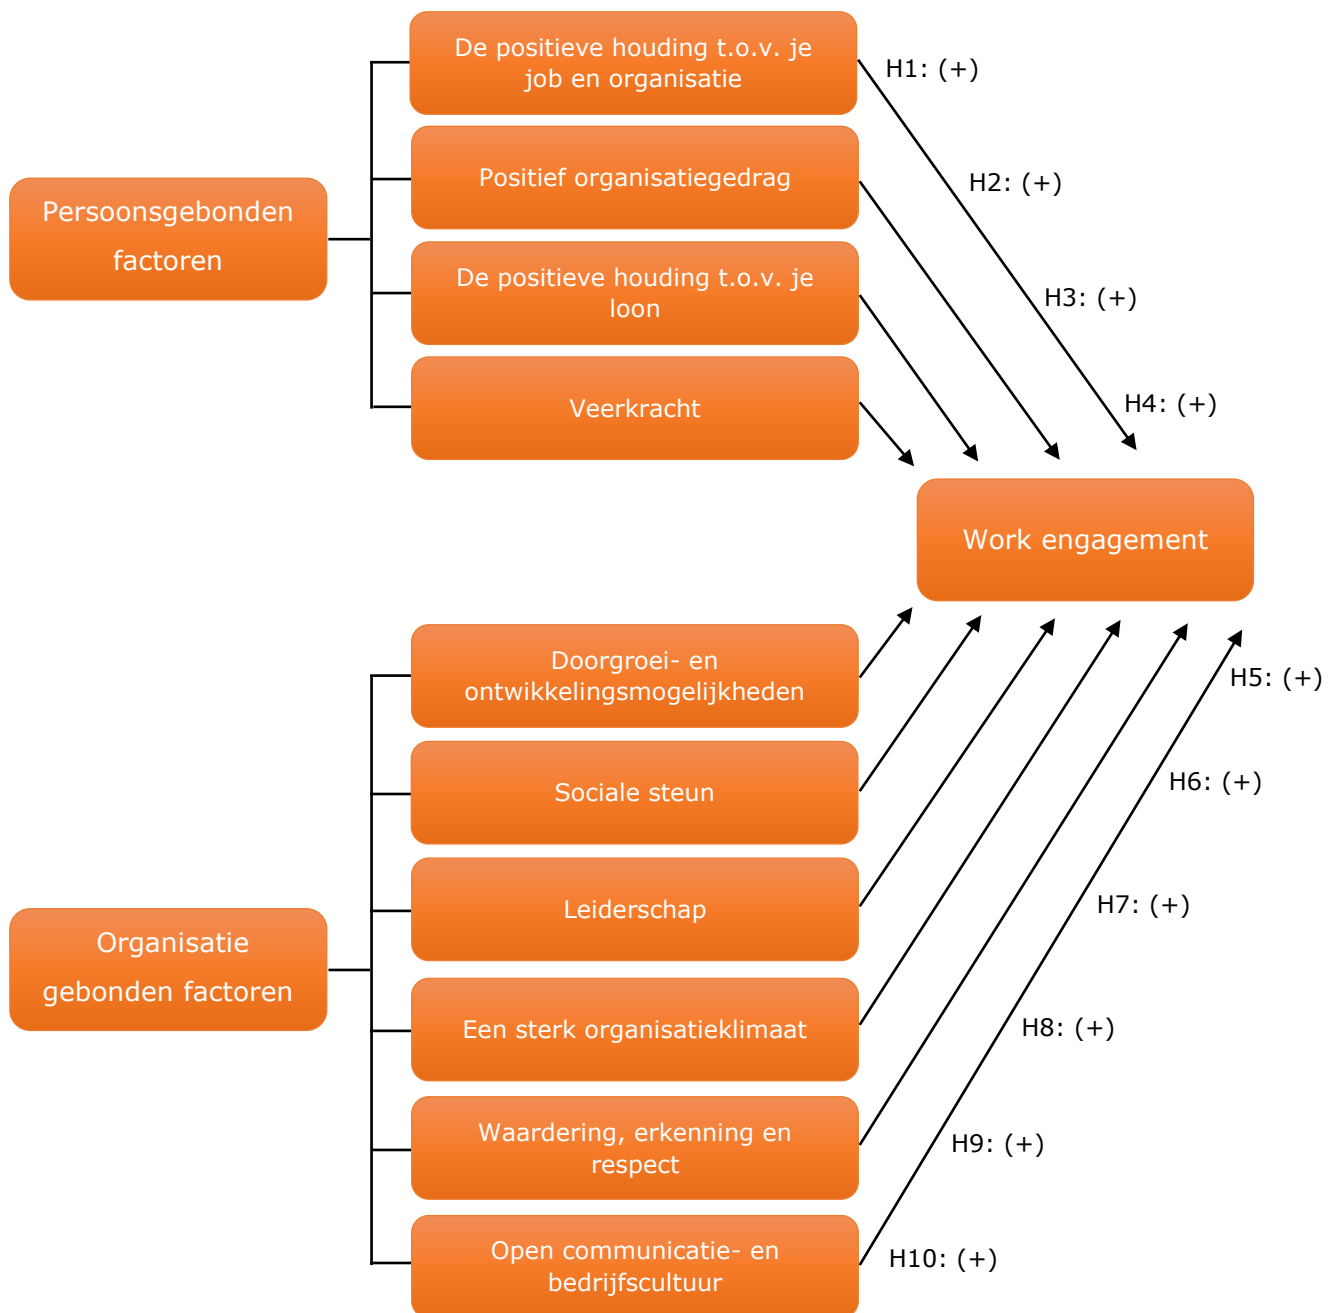 De positieve houding t.o.v. je
job en organisatie
H1: (+)
Positief organisatiegedrag
H2: (+)
Persoonsgebonden
factoren
De positieve houding t.o.v. je
loon
H3: (+)
Veerkracht
H4: (+)
Work engagement
Doorgroei- en
ontwikkelingsmogelijkheden
H5: (+)
Sociale steun
H6: (+)
Leiderschap
H7: (+)
Organisatie
gebonden factoren
Een sterk organisatieklimaat
H8: (+)
Waardering, erkenning en
respect
H9: (+)
Open communicatie- en
bedrijfscultuur
H10: (+)